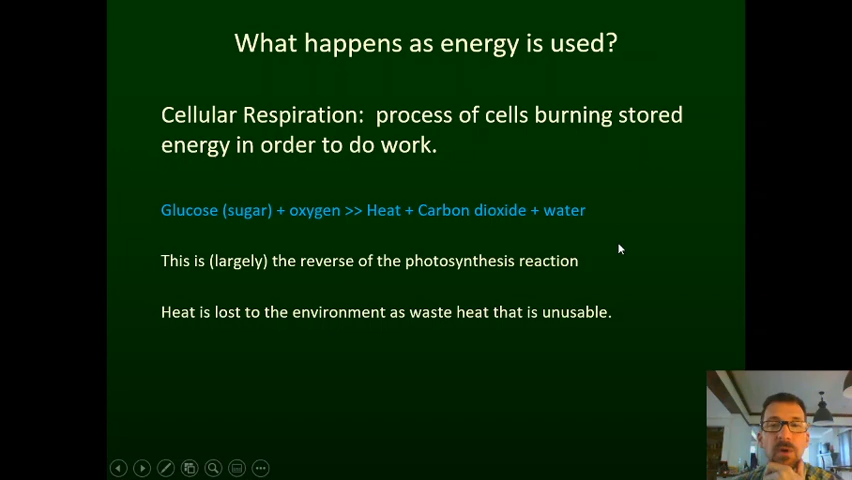 What happens as energy is used?
Cellular Respiration:  process of cells burning stored
energy in order to do work.
Glucose (sugar) + oxygen >> Heat + Carbon dioxide + water
This is (largely) the reverse of the photosynthesis reaction
Heat is lost to the environment as waste heat that is unusable.